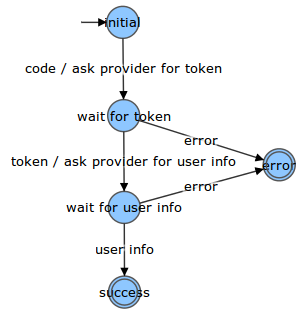 initial
code / ask provider for token
wait for token
error
token / ask provider for user info
error
error
wait for user info
user info
success